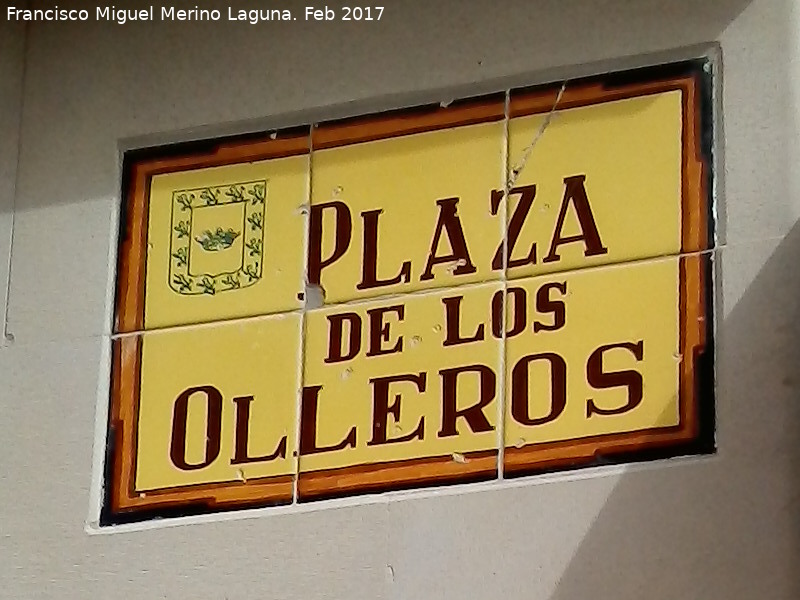 Francisco Miguel Merino Laguna. Feb 2017
PLAZA
DE LOS
OLLEROS